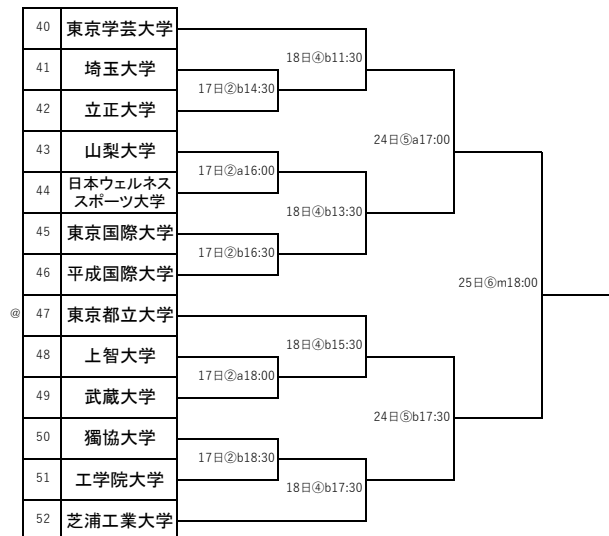 40 東京学芸大学
18日④b11:30
41 埼玉大学
17日②b14:30
42 立正大学
24日⑤a17:00
43 山梨大学
17日②a16:00
44 日本ウェルネス
スポーツ大学
18日④b13:30
45 東京国際大学
17日②b16:30
46 平成国際大学
25日⑥m18:00
@ 47 東京都立大学
18日④b15:30
48 上智大学
17日②a18:00
49 武蔵大学
24日⑤b17:30
50 獨協大学
17日②b18:30
51 工学院大学
18日④b17:30
52 芝浦工業大学